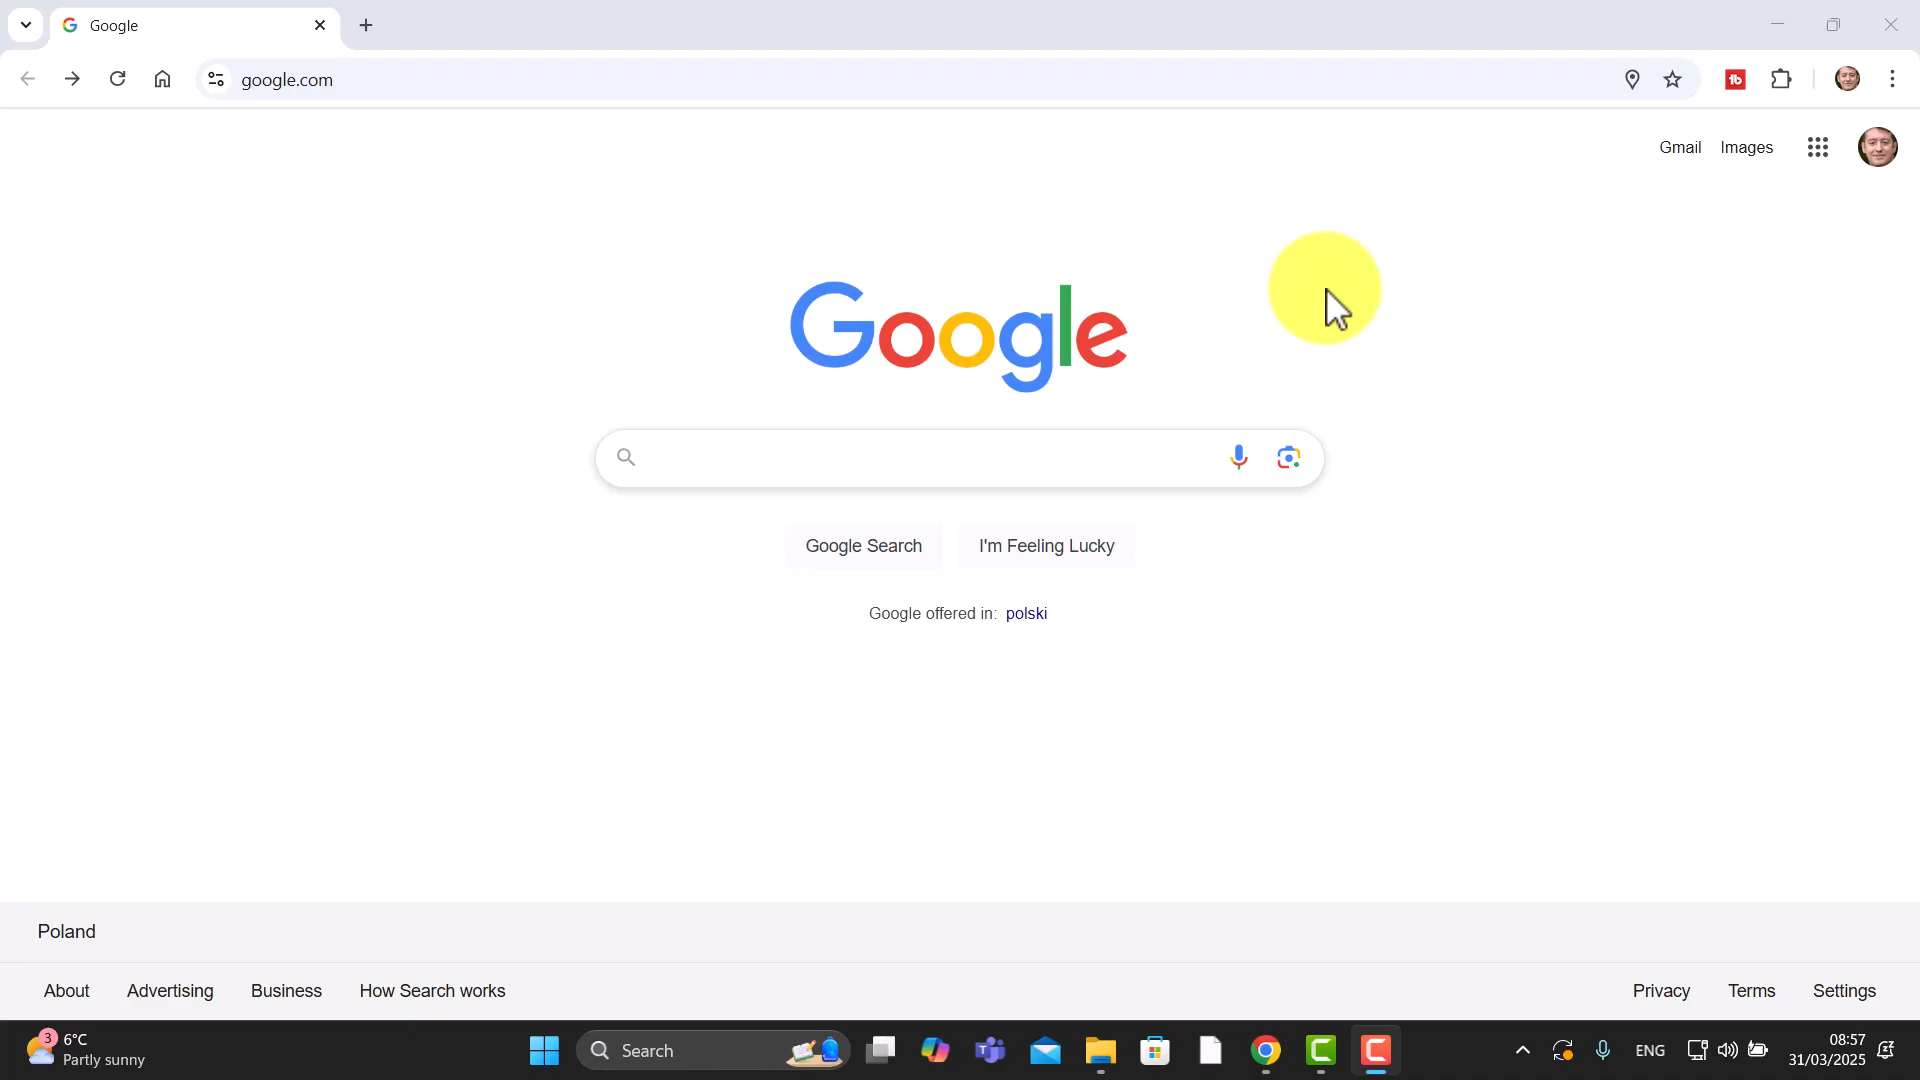 Google
google.com
Gmail Images
Google
Google Search I'm Feeling Lucky
Google offered in: polski
Poland
About Advertising Business How Search works Privacy Terms Settings
3 6°C
Partly sunny
Search
ENG
08:57
31/03/2025